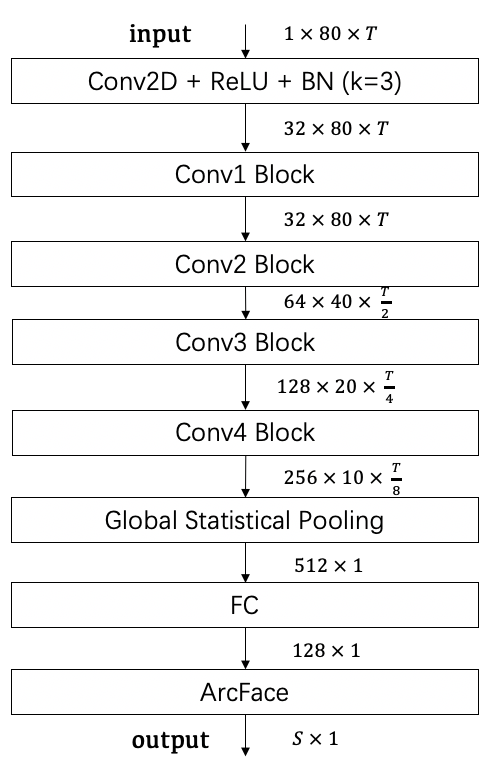 input 1 × 80 × T
Conv2D + ReLU + BN (k=3)
32 × 80 × T
Conv1 Block
32 × 80 × T
Conv2 Block
64 × 40 × T/2
Conv3 Block
128 × 20 × T/4
Conv4 Block
256 × 10 × T/8
Global Statistical Pooling
512 × 1
FC
128 × 1
ArcFace
output S × 1